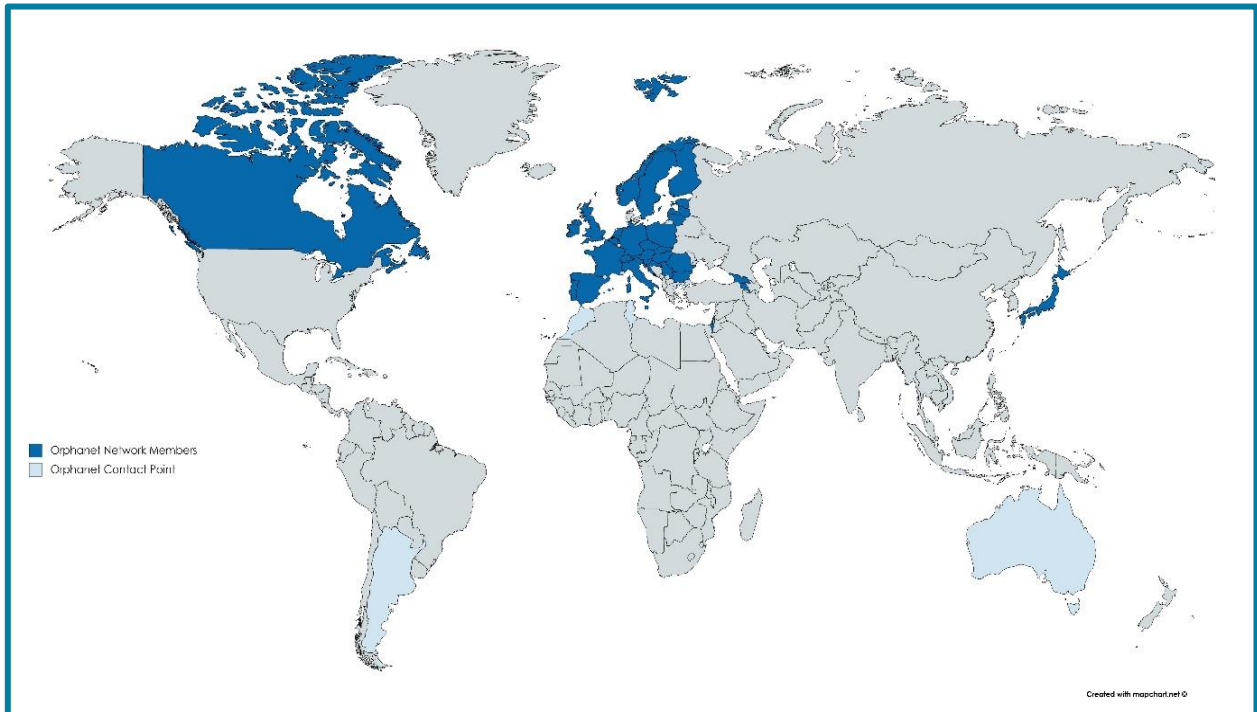 Orphanet Network Members
Orphanet Contact Point
Created with mapchart.net ©